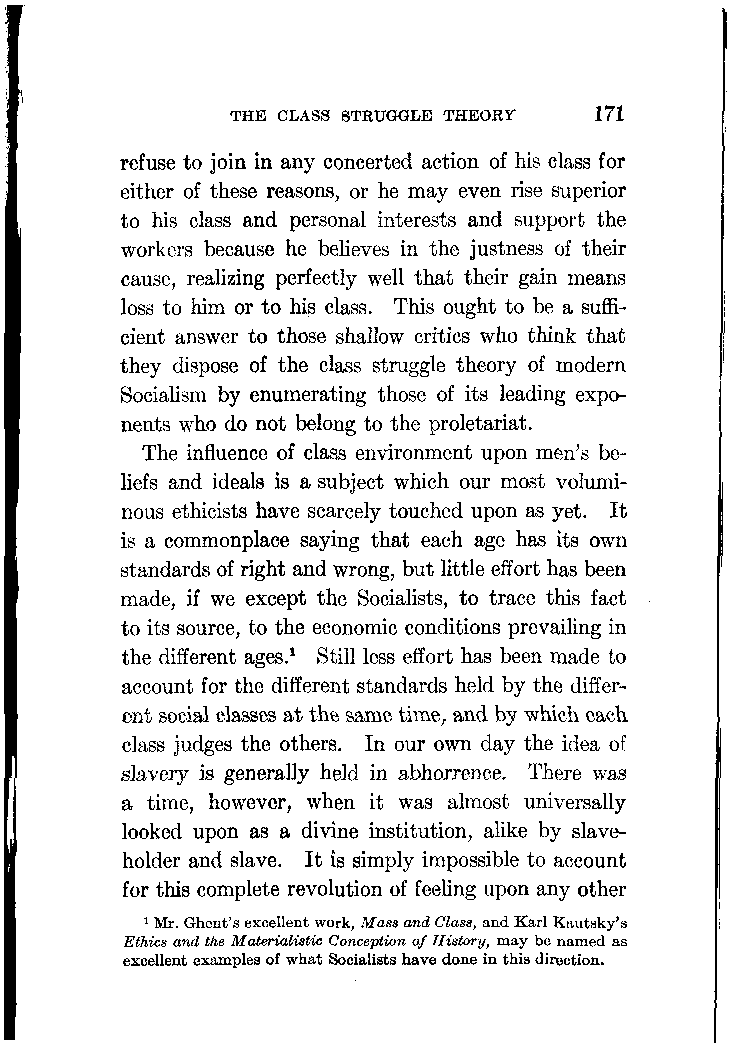 THE CLASS STRUGGLE THEORY 171
refuse to join in any concerted action of his class for
either of these reasons, or he may even rise superior
to his class and personal interests and support the
workers because he believes in the justness of their
cause, realizing perfectly well that their gain means
loss to him or to his class. This ought to be a suffi-
cient answer to those shallow critics who think that
they dispose of the class struggle theory of modern
Socialism by enumerating those of its leading expo-
nents who do not belong to the proletariat.
The influence of class environment upon men's be-
liefs and ideals is a subject which our most volumi-
nous ethicists have scarcely touched upon as yet. It
is a commonplace saying that each age has its own
standards of right and wrong, but little effort has been
made, if we except the Socialists, to trace this fact
to its source, to the economic conditions prevailing in
the different ages.¹ Still less effort has been made to
account for the different standards held by the differ-
ent social classes at the same time, and by which each
class judges the others. In our own day the idea of
slavery is generally held in abhorrence. There was
a time, however, when it was almost universally
looked upon as a divine institution, alike by slave-
holder and slave. It is simply impossible to account
for this complete revolution of feeling upon any other
¹ Mr. Ghent's excellent work, Mass and Class, and Karl Kautsky's
Ethics and the Materialistic Conception of History, may be named as
excellent examples of what Socialists have done in this direction.